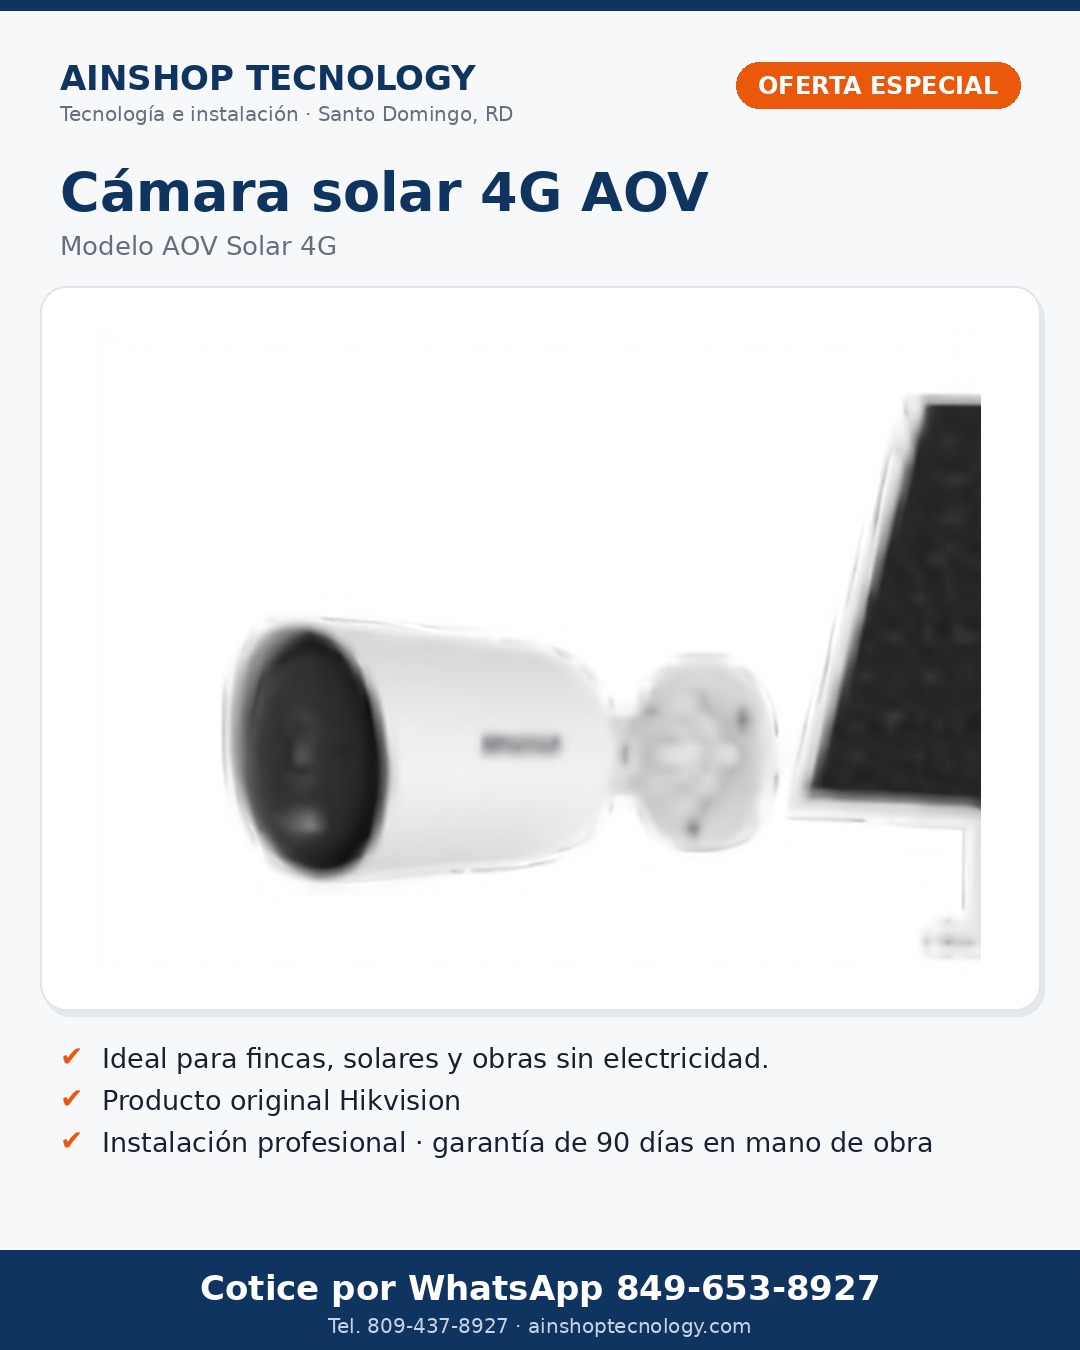 AINSHOP TECNOLOGY
OFERTA ESPECIAL
Tecnología e instalación · Santo Domingo, RD
Cámara solar 4G AOV
Modelo AOV Solar 4G
✔ Ideal para fincas, solares y obras sin electricidad.
✔ Producto original Hikvision
✔ Instalación profesional · garantía de 90 días en mano de obra
Cotice por WhatsApp 849-653-8927
Tel. 809-437-8927 · ainshoptecnology.com